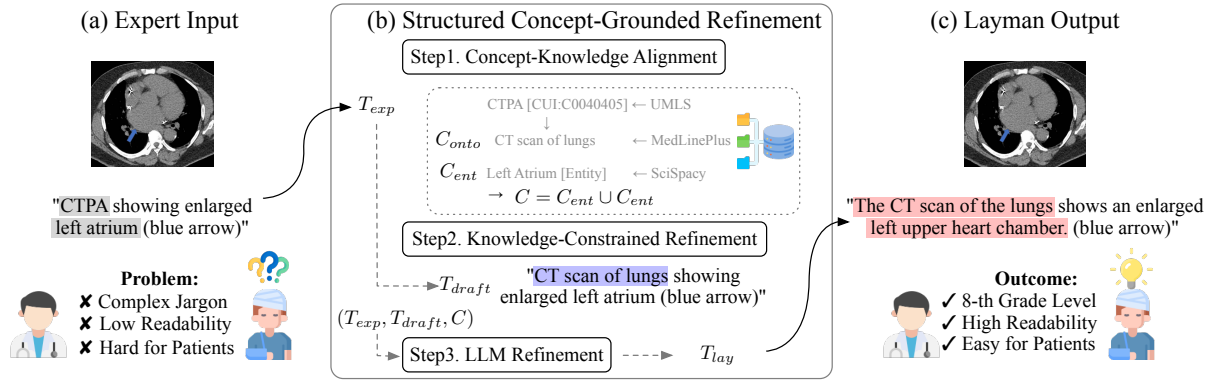 (a) Expert Input
"CTPA showing enlarged
left atrium (blue arrow)"
Problem:
✘ Complex Jargon
✘ Low Readability
✘ Hard for Patients
(b) Structured Concept-Grounded Refinement
Step1. Concept-Knowledge Alignment
T_exp
CTPA [CUI:C0040405] ← UMLS
↓
C_onto CT scan of lungs ← MedLinePlus
C_ent Left Atrium [Entity] ← SciSpacy
→ C = C_ent ∪ C_ent
Step2. Knowledge-Constrained Refinement
T_draft
"CT scan of lungs showing
enlarged left atrium (blue arrow)"
(T_exp, T_draft, C)
Step3. LLM Refinement
T_lay
(c) Layman Output
"The CT scan of the lungs shows an enlarged
left upper heart chamber. (blue arrow)"
Outcome:
✓ 8-th Grade Level
✓ High Readability
✓ Easy for Patients